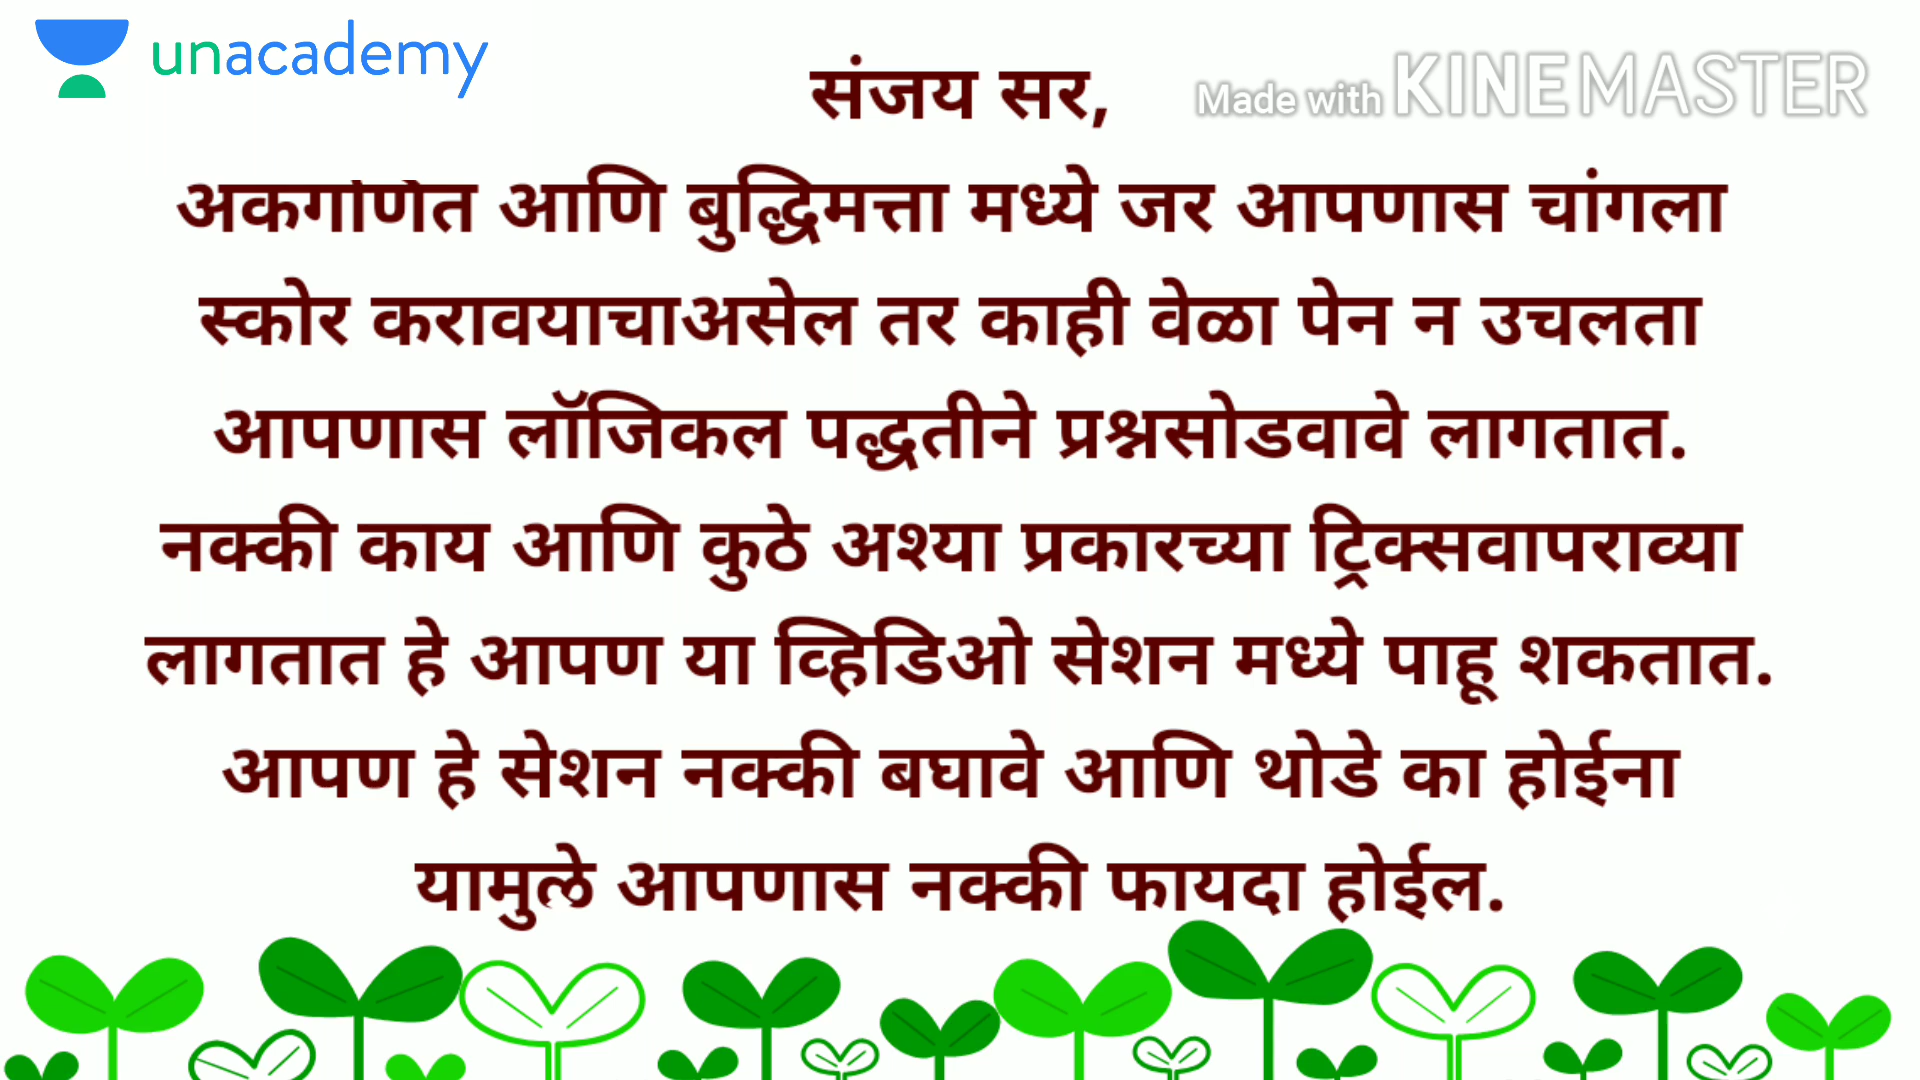 unacademy
Made with KINEMASTER
संजय सर,
अकगणित आणि बुद्धिमत्ता मध्ये जर आपणास चांगला
स्कोर करावयाचाअसेल तर काही वेळा पेन न उचलता
आपणास लॉजिकल पद्धतीने प्रश्नसोडवावे लागतात.
नक्की काय आणि कुठे अश्या प्रकारच्या ट्रिक्सवापराव्या
लागतात हे आपण या व्हिडिओ सेशन मध्ये पाहू शकतात.
आपण हे सेशन नक्की बघावे आणि थोडे का होईना
यामुळे आपणास नक्की फायदा होईल.